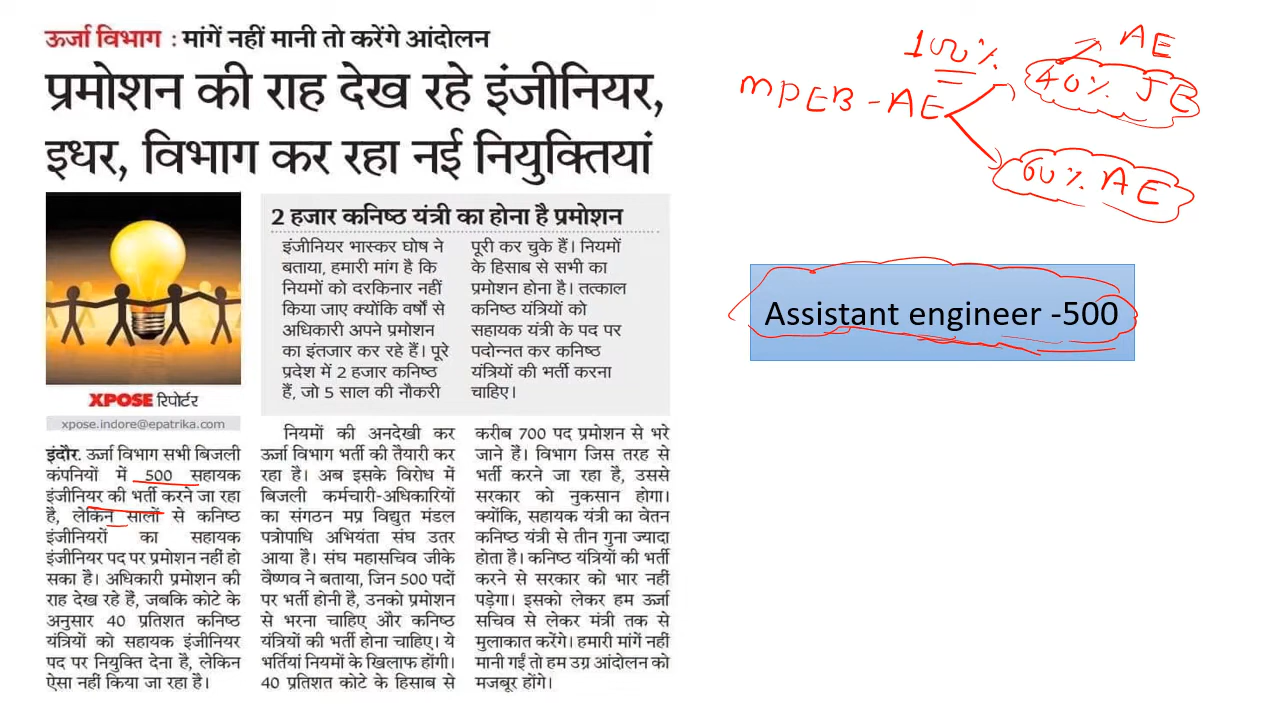 ऊर्जा विभाग : मांगें नहीं मानी तो करेंगे आंदोलन
प्रमोशन की राह देख रहे इंजीनियर,
इधर, विभाग कर रहा नई नियुक्तियां
XPOSE रिपोर्टर
xpose.indore@epatrika.com
इंदौर. ऊर्जा विभाग सभी बिजली
कंपनियों में 500 सहायक
इंजीनियर की भर्ती करने जा रहा
है, लेकिन सालों से कनिष्ठ
इंजीनियरों का सहायक
इंजीनियर पद पर प्रमोशन नहीं हो
सका है। अधिकारी प्रमोशन की
राह देख रहे हैं, जबकि कोटे के
अनुसार 40 प्रतिशत कनिष्ठ
यंत्रियों को सहायक इंजीनियर
पद पर नियुक्ति देना है, लेकिन
ऐसा नहीं किया जा रहा है।
2 हजार कनिष्ठ यंत्री का होना है प्रमोशन
इंजीनियर भास्कर घोष ने
बताया, हमारी मांग है कि
नियमों को दरकिनार नहीं
किया जाए क्योंकि वर्षों से
अधिकारी अपने प्रमोशन
का इंतजार कर रहे हैं। पूरे
प्रदेश में 2 हजार कनिष्ठ
हैं, जो 5 साल की नौकरी
पूरी कर चुके हैं। नियमों
के हिसाब से सभी का
प्रमोशन होना है। तत्काल
कनिष्ठ यंत्रियों को
सहायक यंत्री के पद पर
पदोन्नत कर कनिष्ठ
यंत्रियों की भर्ती करना
चाहिए।
नियमों की अनदेखी कर
ऊर्जा विभाग भर्ती की तैयारी कर
रहा है। अब इसके विरोध में
बिजली कर्मचारी-अधिकारियों
का संगठन मप्र विद्युत मंडल
पत्रोपाधि अभियंता संघ उतर
आया है। संघ महासचिव जीके
वैष्णव ने बताया, जिन 500 पदों
पर भर्ती होनी है, उनको प्रमोशन
से भरना चाहिए और कनिष्ठ
यंत्रियों की भर्ती होना चाहिए। ये
भर्तियां नियमों के खिलाफ होंगी।
40 प्रतिशत कोटे के हिसाब से
करीब 700 पद प्रमोशन से भरे
जाने हैं। विभाग जिस तरह से
भर्ती करने जा रहा है, उससे
सरकार को नुकसान होगा।
क्योंकि, सहायक यंत्री का वेतन
कनिष्ठ यंत्री से तीन गुना ज्यादा
होता है। कनिष्ठ यंत्रियों की भर्ती
करने से सरकार को भार नहीं
पड़ेगा। इसको लेकर हम ऊर्जा
सचिव से लेकर मंत्री तक से
मुलाकात करेंगे। हमारी मांगें नहीं
मानी गईं तो हम उग्र आंदोलन को
मजबूर होंगे।
100%
AE
MPEB - AE
40% JE
60% AE
Assistant engineer -500